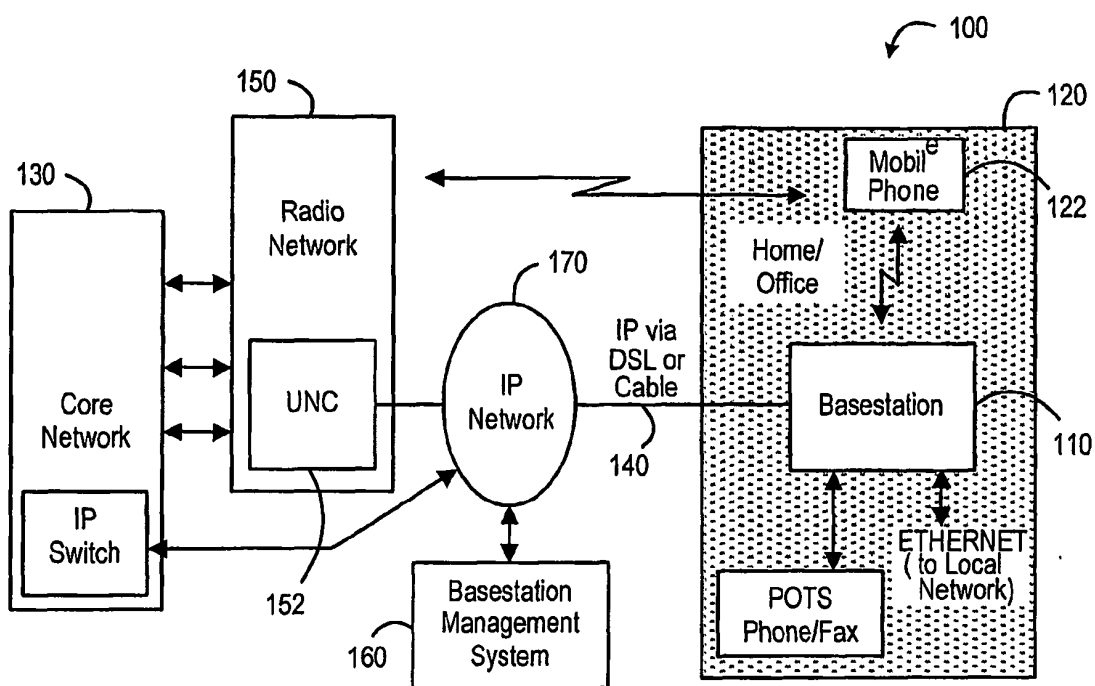 100
150
120
130
Mobile
Phone
122
Radio
Network
Home/
Office
170
IP via
DSL or
Cable
IP
Network
UNC
Basestation
Core
Network
140
110
IP
Switch
ETHERNET
(to Local
Network)
152
Basestation
Management
System
160
POTS
Phone/Fax